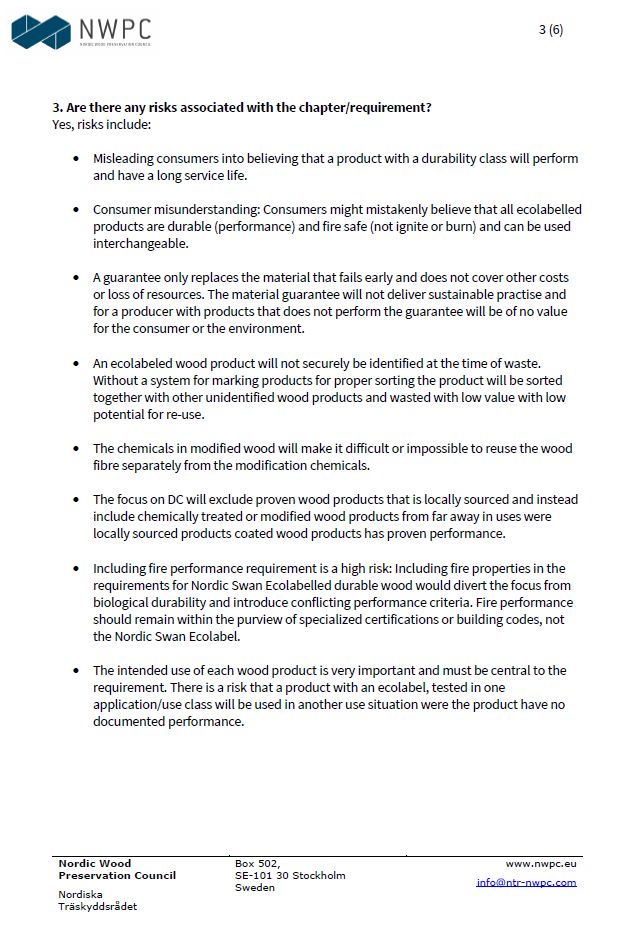 NWPC
NORDIC WOOD PRESERVATION COUNCIL
3 (6)
3. Are there any risks associated with the chapter/requirement?
Yes, risks include:
• Misleading consumers into believing that a product with a durability class will perform
and have a long service life.
• Consumer misunderstanding: Consumers might mistakenly believe that all ecolabelled
products are durable (performance) and fire safe (not ignite or burn) and can be used
interchangeable.
• A guarantee only replaces the material that fails early and does not cover other costs
or loss of resources. The material guarantee will not deliver sustainable practise and
for a producer with products that does not perform the guarantee will be of no value
for the consumer or the environment.
• An ecolabeled wood product will not securely be identified at the time of waste.
Without a system for marking products for proper sorting the product will be sorted
together with other unidentified wood products and wasted with low value with low
potential for re-use.
• The chemicals in modified wood will make it difficult or impossible to reuse the wood
fibre separately from the modification chemicals.
• The focus on DC will exclude proven wood products that is locally sourced and instead
include chemically treated or modified wood products from far away in uses were
locally sourced products coated wood products has proven performance.
• Including fire performance requirement is a high risk: Including fire properties in the
requirements for Nordic Swan Ecolabelled durable wood would divert the focus from
biological durability and introduce conflicting performance criteria. Fire performance
should remain within the purview of specialized certifications or building codes, not
the Nordic Swan Ecolabel.
• The intended use of each wood product is very important and must be central to the
requirement. There is a risk that a product with an ecolabel, tested in one
application/use class will be used in another use situation were the product have no
documented performance.
Nordic Wood
Preservation Council
Nordiska
Träskyddsrådet
Box 502,
SE-101 30 Stockholm
Sweden
www.nwpc.eu
info@ntr-nwpc.com